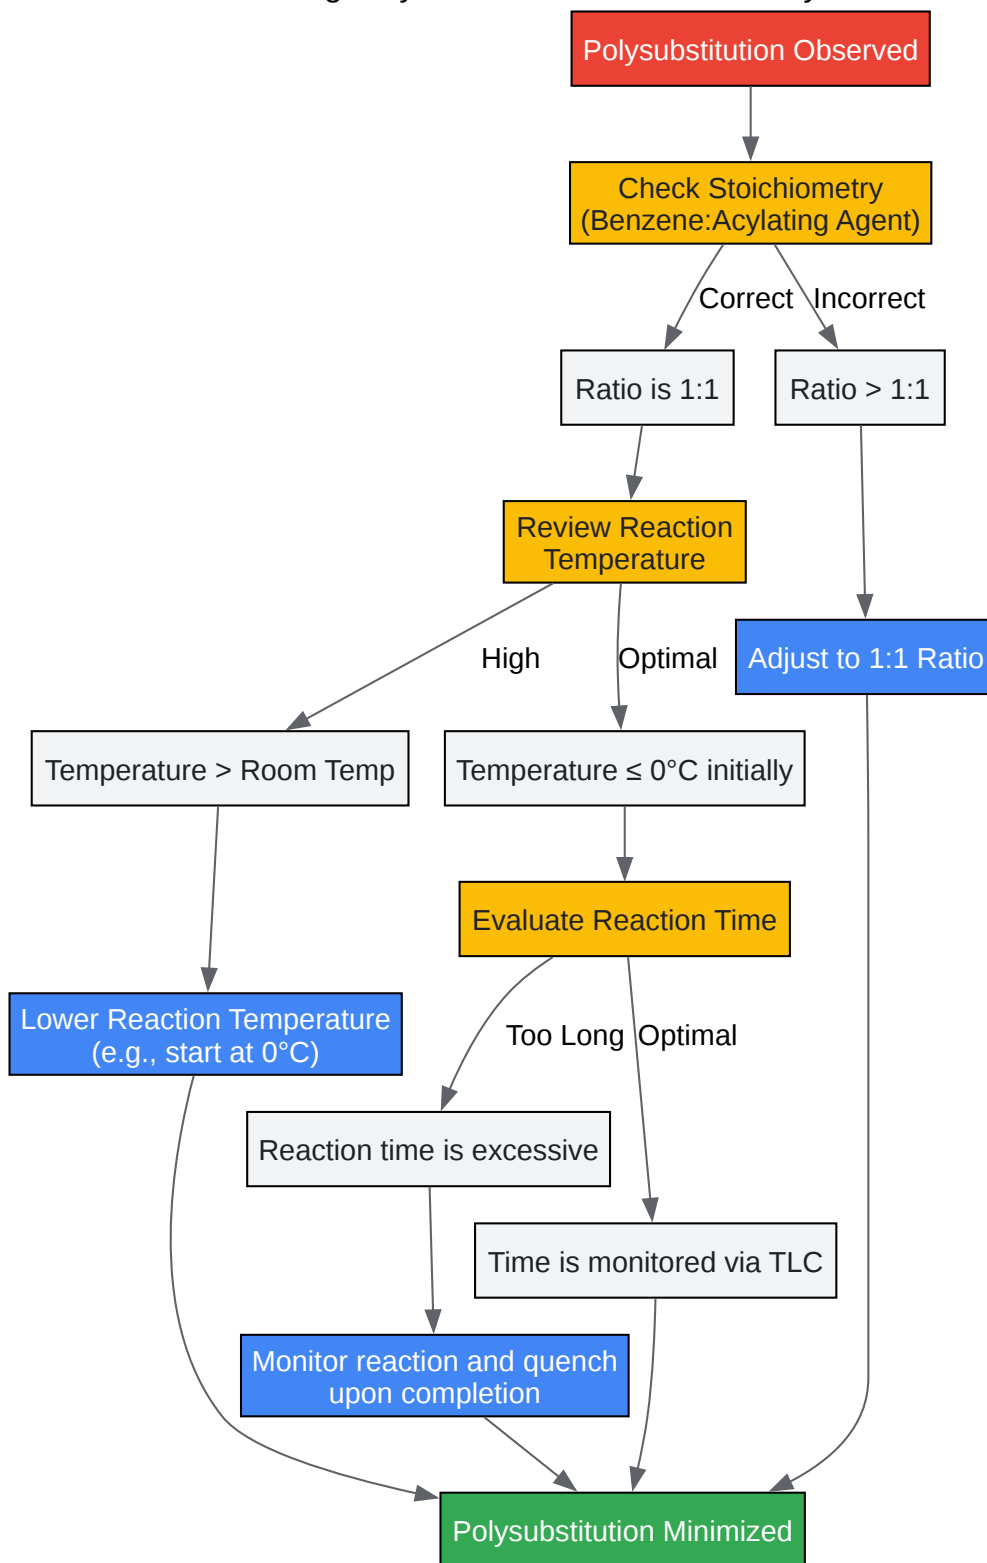 Polysubstitution Observed
Check Stoichiometry
(Benzene:Acylating Agent)
Correct
Incorrect
Ratio is 1:1
Ratio > 1:1
Review Reaction
Temperature
High
Optimal
Adjust to 1:1 Ratio
Temperature > Room Temp
Temperature ≤ 0°C initially
Evaluate Reaction Time
Lower Reaction Temperature
(e.g., start at 0°C)
Too Long
Optimal
Reaction time is excessive
Time is monitored via TLC
Monitor reaction and quench
upon completion
Polysubstitution Minimized